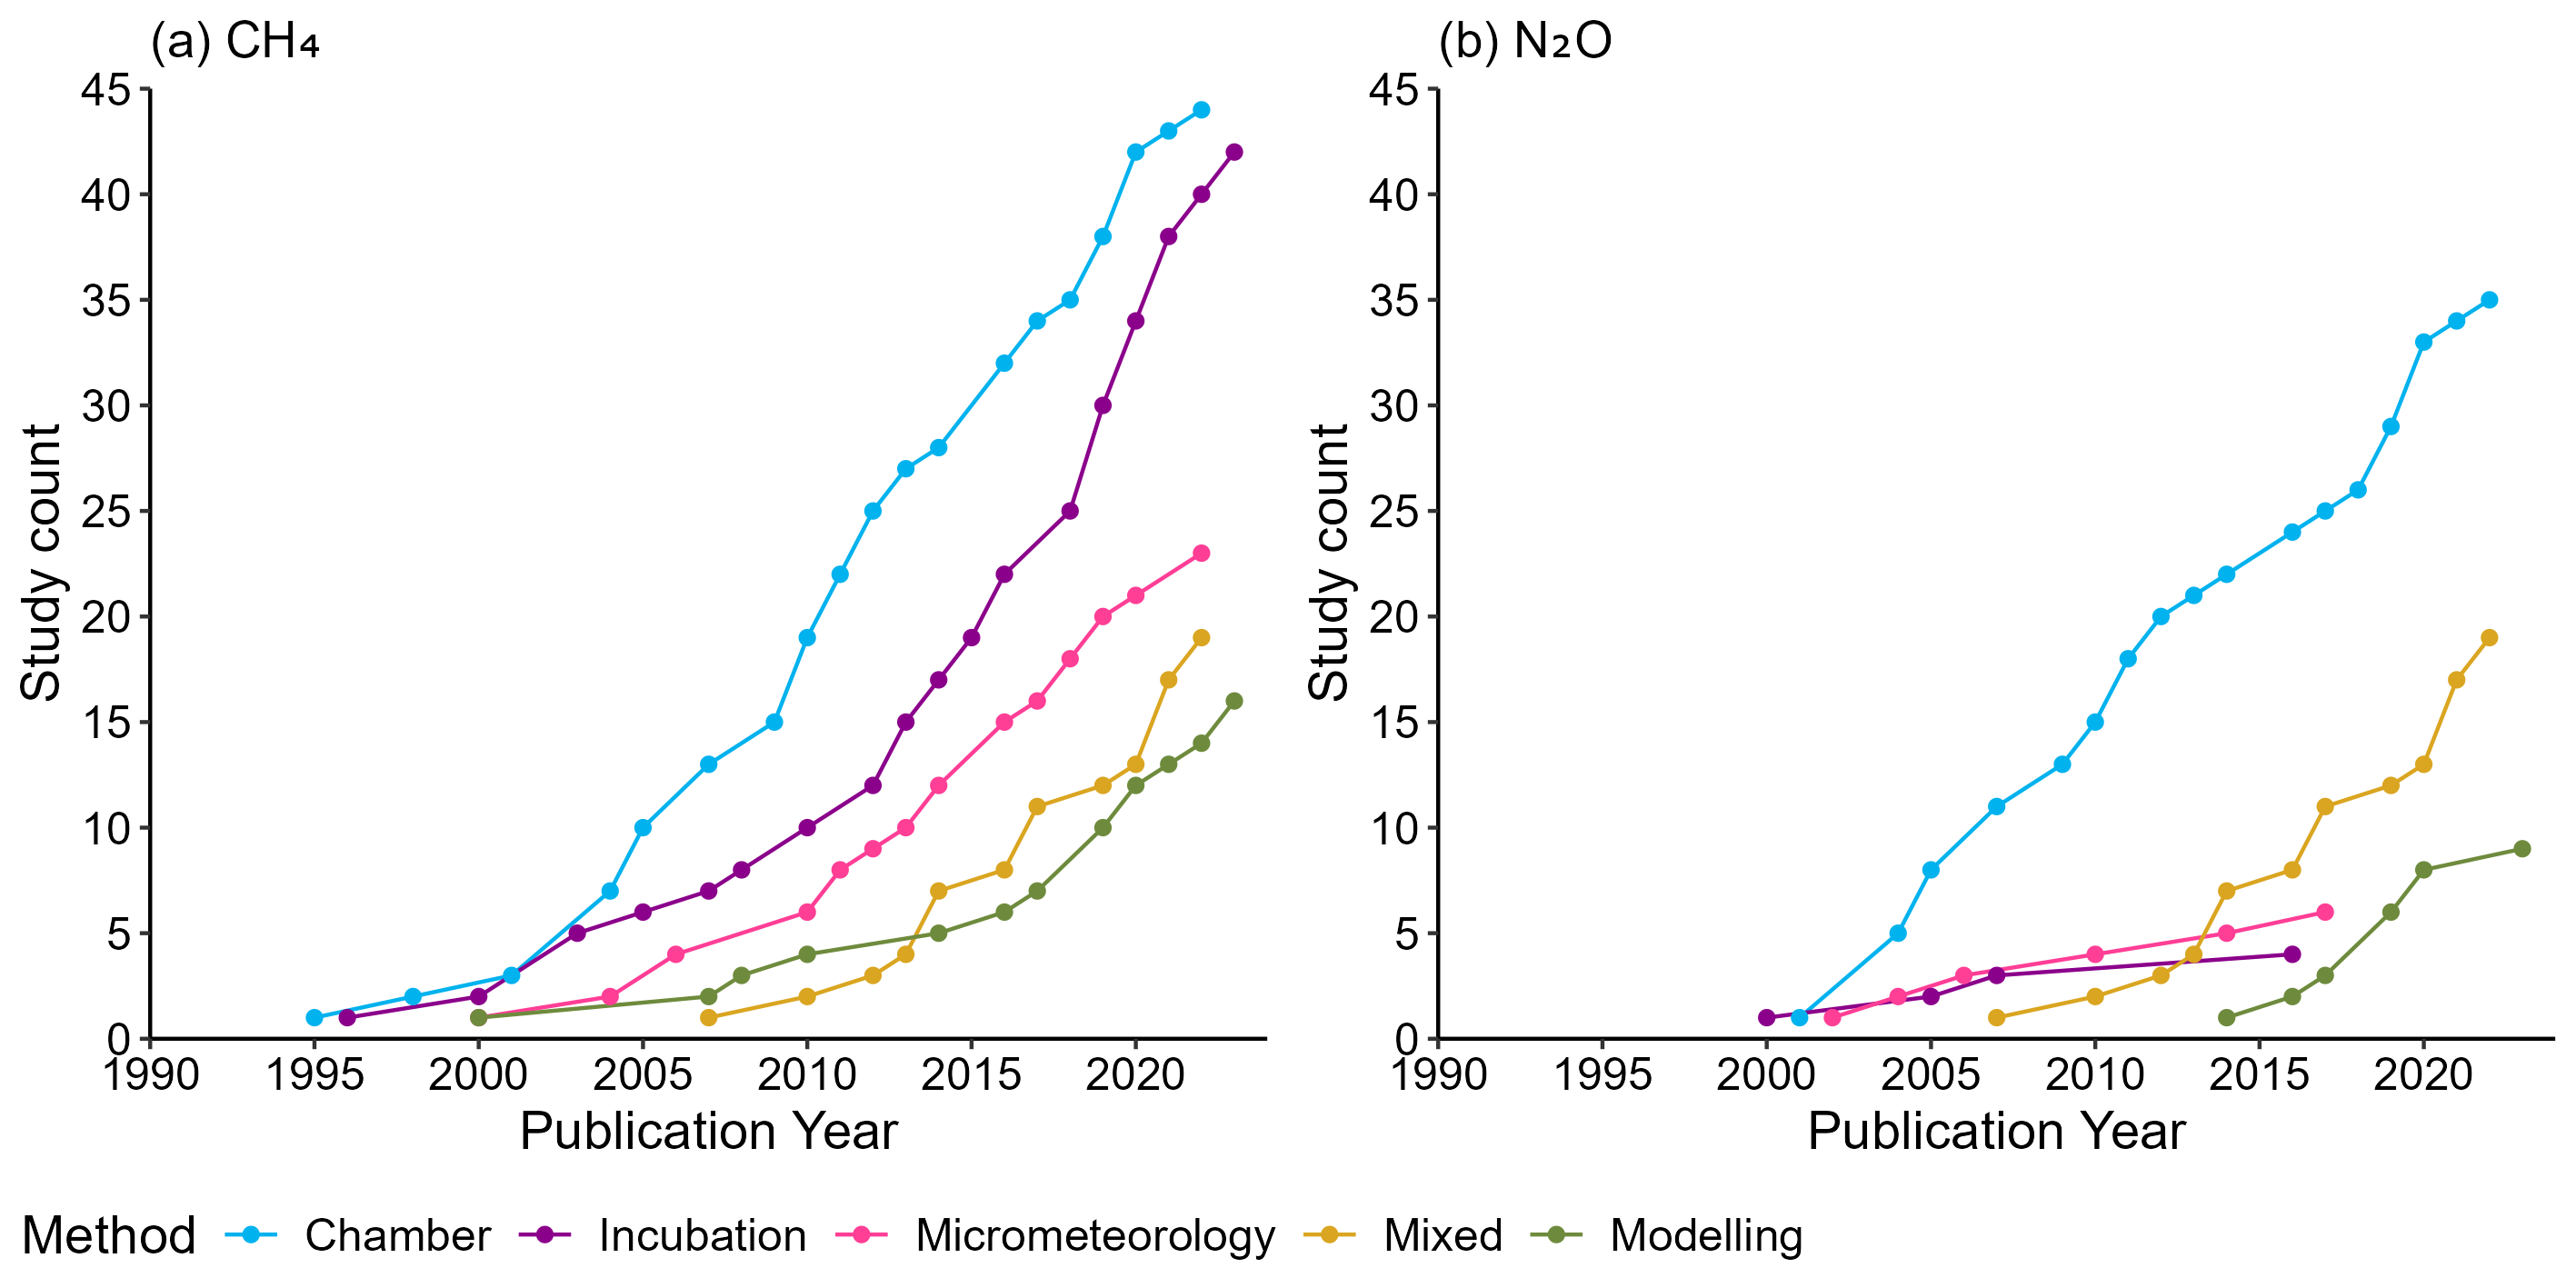 (a) CH₄
45
40
35
30
25
20
15
10
5
0
Study count
1990 1995 2000 2005 2010 2015 2020
Publication Year
(b) N₂O
45
40
35
30
25
20
15
10
5
0
Study count
1990 1995 2000 2005 2010 2015 2020
Publication Year
Method Chamber Incubation Micrometeorology Mixed Modelling